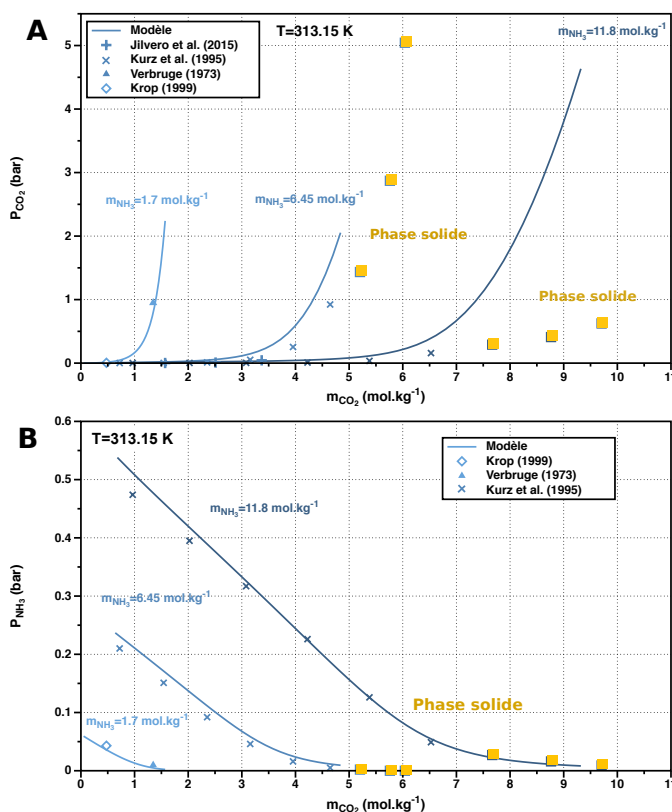 A
T=313.15 K
Modèle
Jilvero et al. (2015)
Kurz et al. (1995)
Verbruge (1973)
Krop (1999)
mNH3=11.8 mol.kg-1
mNH3=1.7 mol.kg-1
mNH3=6.45 mol.kg-1
Phase solide
Phase solide
PCO2 (bar)
5
4
3
2
1
0
0 1 2 3 4 5 6 7 8 9 10 11
mCO2 (mol.kg-1)
B
T=313.15 K
Modèle
Krop (1999)
Verbruge (1973)
Kurz et al. (1995)
mNH3=11.8 mol.kg-1
mNH3=6.45 mol.kg-1
mNH3=1.7 mol.kg-1
Phase solide
PNH3 (bar)
0.6
0.5
0.4
0.3
0.2
0.1
0
0 1 2 3 4 5 6 7 8 9 10 11
mCO2 (mol.kg-1)